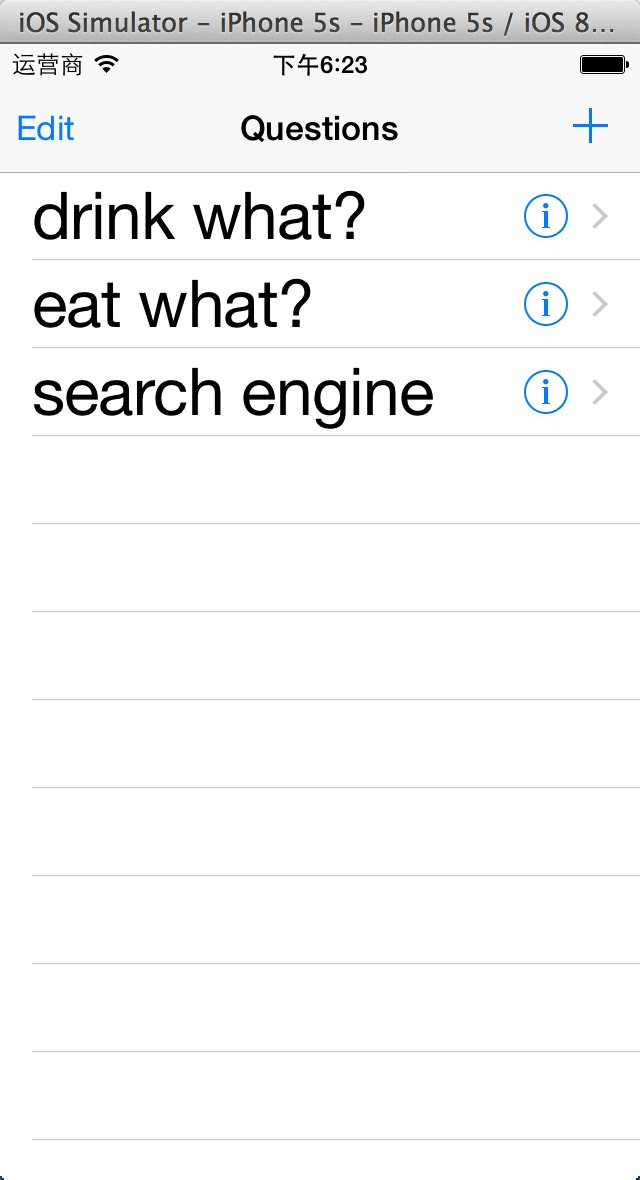 iOS Simulator – iPhone 5s – iPhone 5s / iOS 8...
运营商 下午6:23
Edit Questions
drink what?
eat what?
search engine